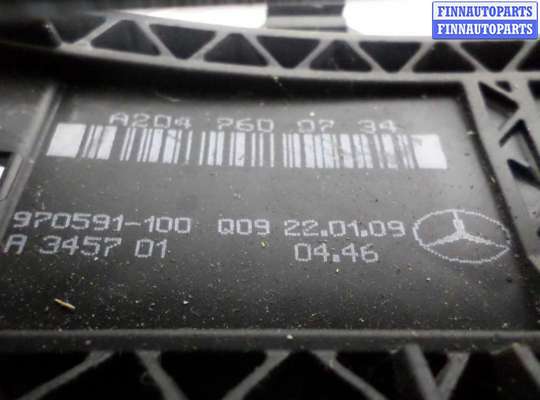 FINNAUTOPARTS
FINNAUTOPARTS
A204 760 07 34
970591-100 Q09 22.01.09
A 3457 01 04.46